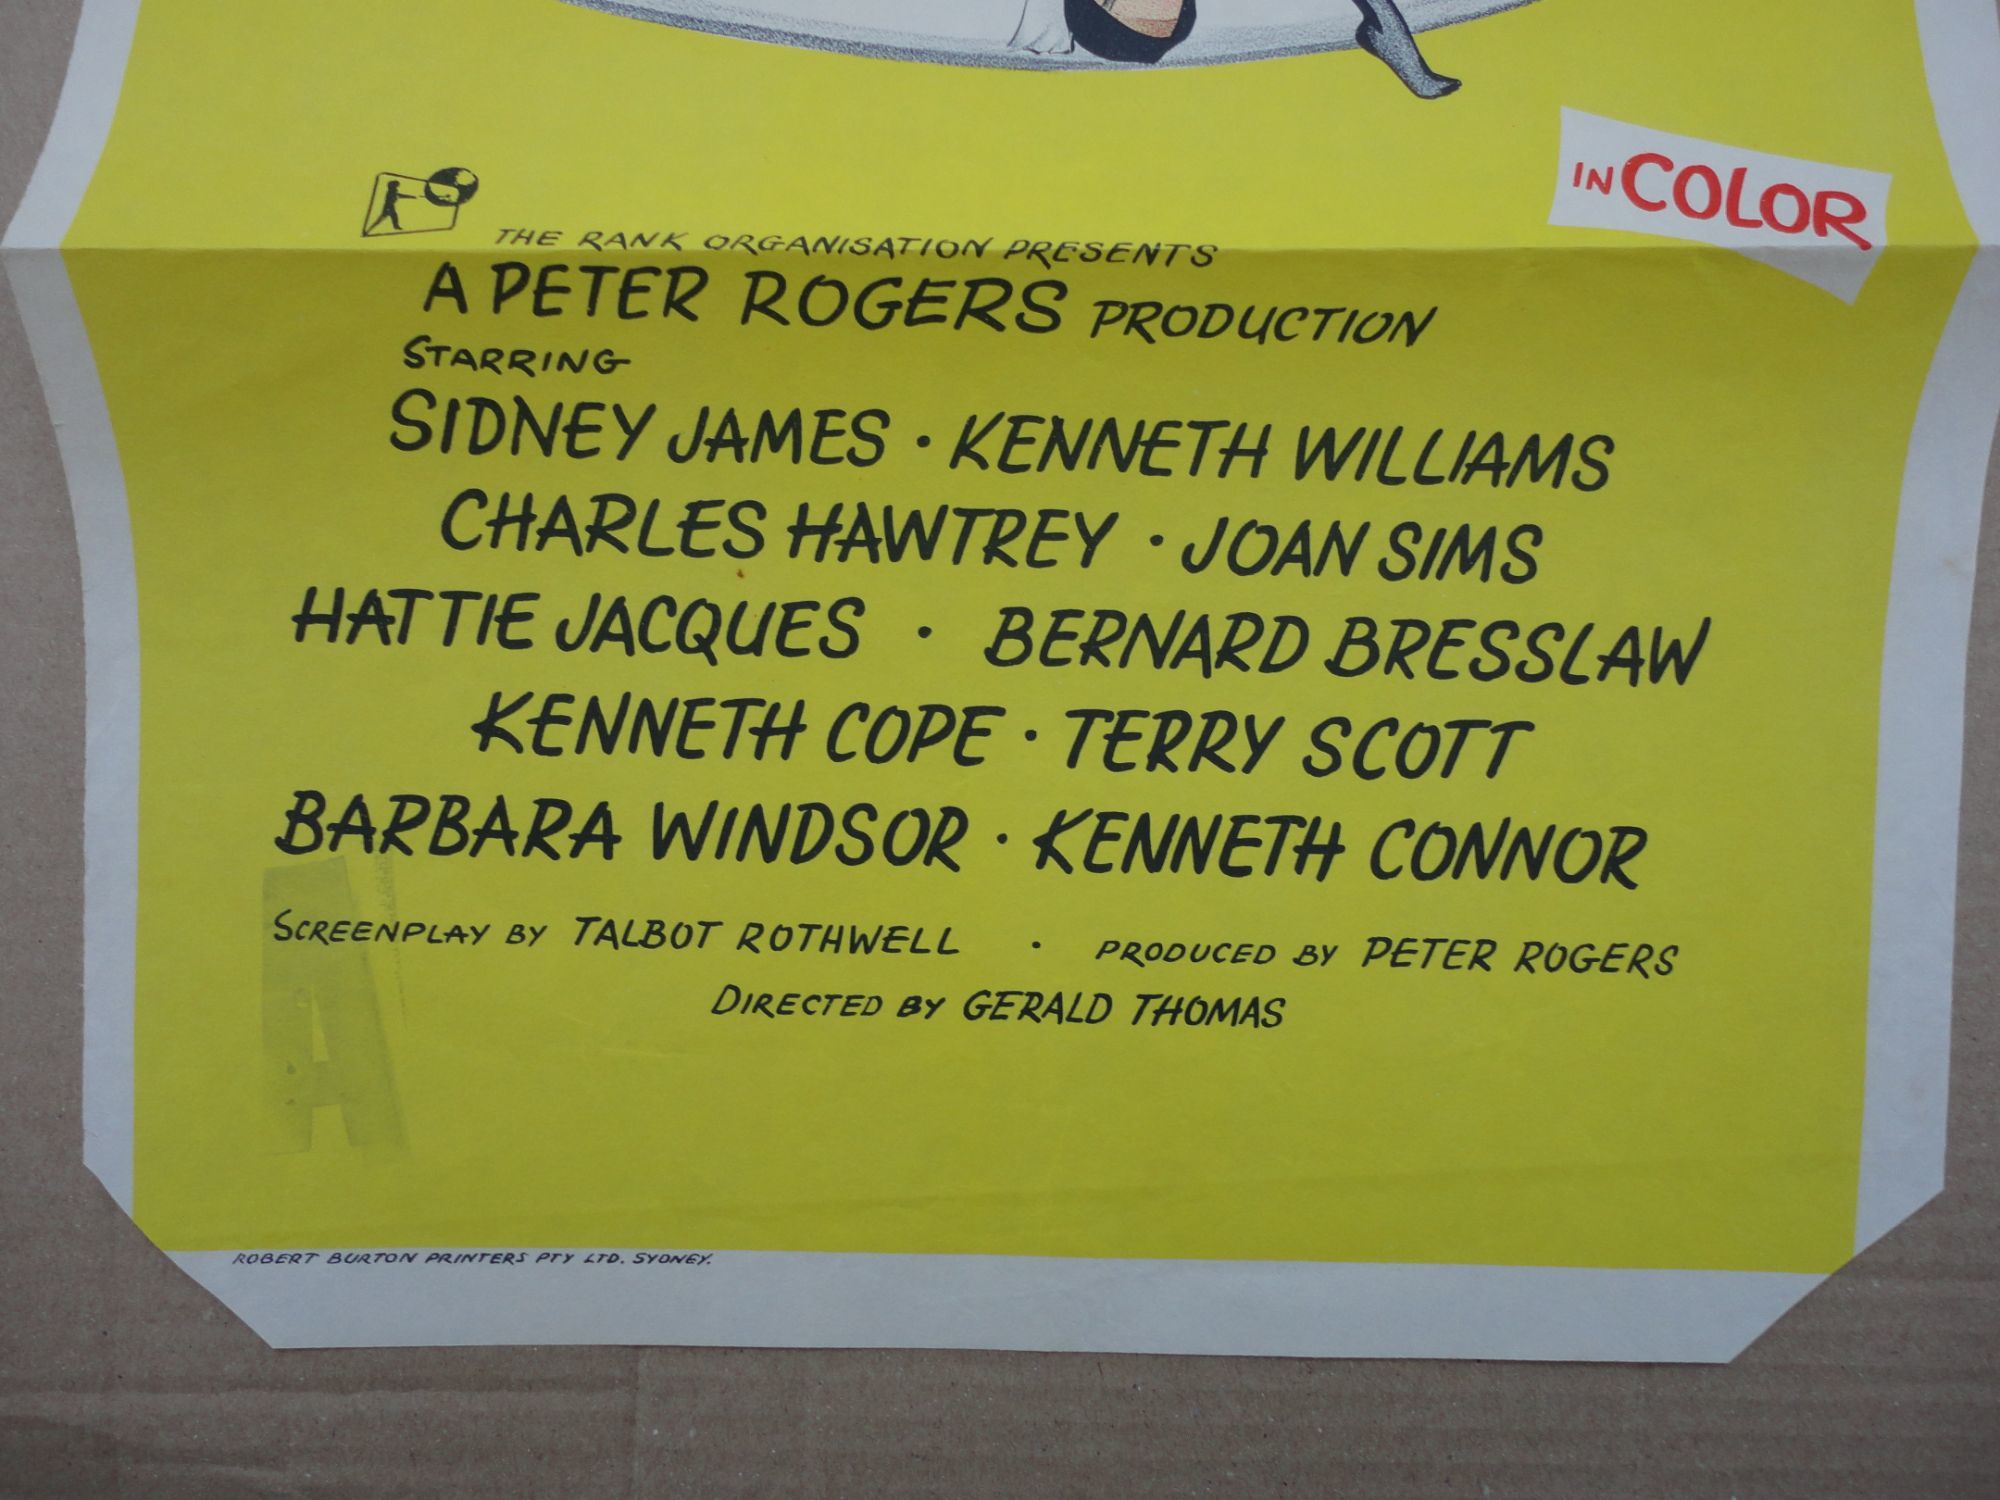 IN COLOR
THE RANK ORGANISATION PRESENTS
A PETER ROGERS PRODUCTION
STARRING
SIDNEY JAMES · KENNETH WILLIAMS
CHARLES HAWTREY · JOAN SIMS
HATTIE JACQUES · BERNARD BRESSLAW
KENNETH COPE · TERRY SCOTT
BARBARA WINDSOR · KENNETH CONNOR
SCREENPLAY BY TALBOT ROTHWELL · PRODUCED BY PETER ROGERS
DIRECTED BY GERALD THOMAS
A
ROBERT BURTON PRINTERS PTY LTD. SYDNEY.